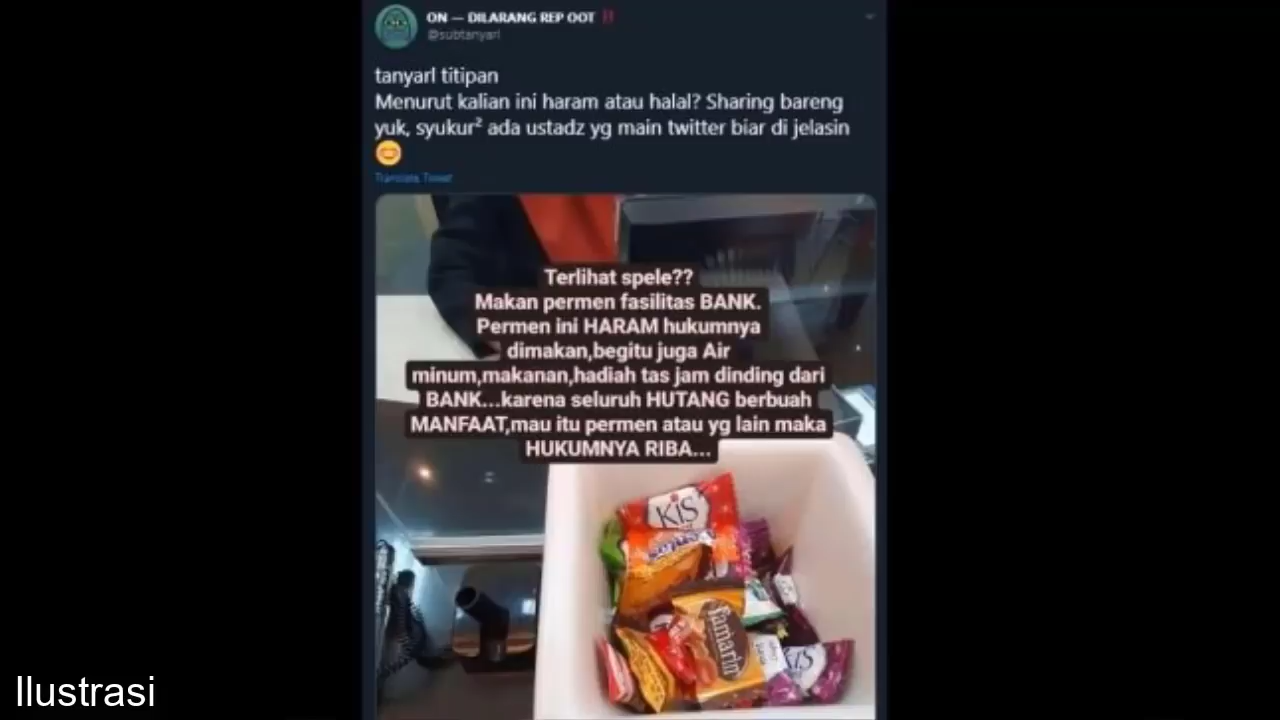 ON — DILARANG REP OOT ‼
@subtanyarl
tanyarl titipan
Menurut kalian ini haram atau halal? Sharing bareng
yuk, syukur² ada ustadz yg main twitter biar di jelasin
Translate Tweet
Terlihat spele??
Makan permen fasilitas BANK.
Permen ini HARAM hukumnya
dimakan,begitu juga Air
minum,makanan,hadiah tas jam dinding dari
BANK...karena seluruh HUTANG berbuah
MANFAAT,mau itu permen atau yg lain maka
HUKUMNYA RIBA...
KIS
Tamarin
KIS
Ilustrasi